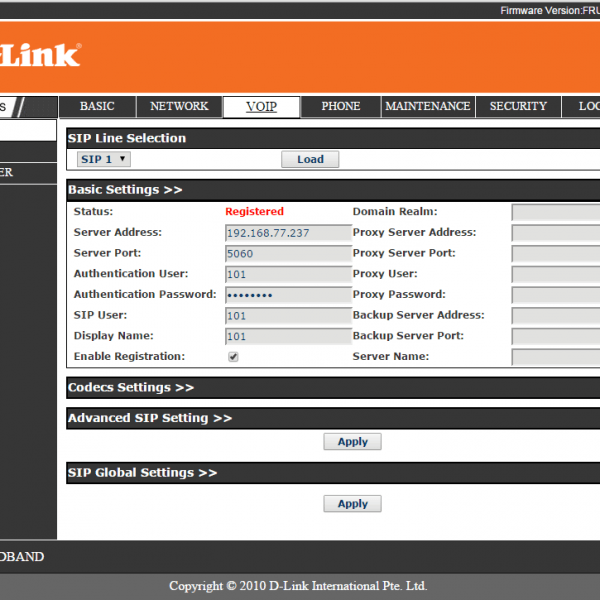 Firmware Version:FRU
Link®
S BASIC NETWORK VOIP PHONE MAINTENANCE SECURITY LOG
ER
SIP Line Selection
SIP 1 Load
Basic Settings >>
Status: Registered Domain Realm:
Server Address: 192.168.77.237 Proxy Server Address:
Server Port: 5060 Proxy Server Port:
Authentication User: 101 Proxy User:
Authentication Password: •••••••• Proxy Password:
SIP User: 101 Backup Server Address:
Display Name: 101 Backup Server Port:
Enable Registration: Server Name:
Codecs Settings >>
Advanced SIP Setting >>
Apply
SIP Global Settings >>
Apply
DBAND
Copyright © 2010 D-Link International Pte. Ltd.